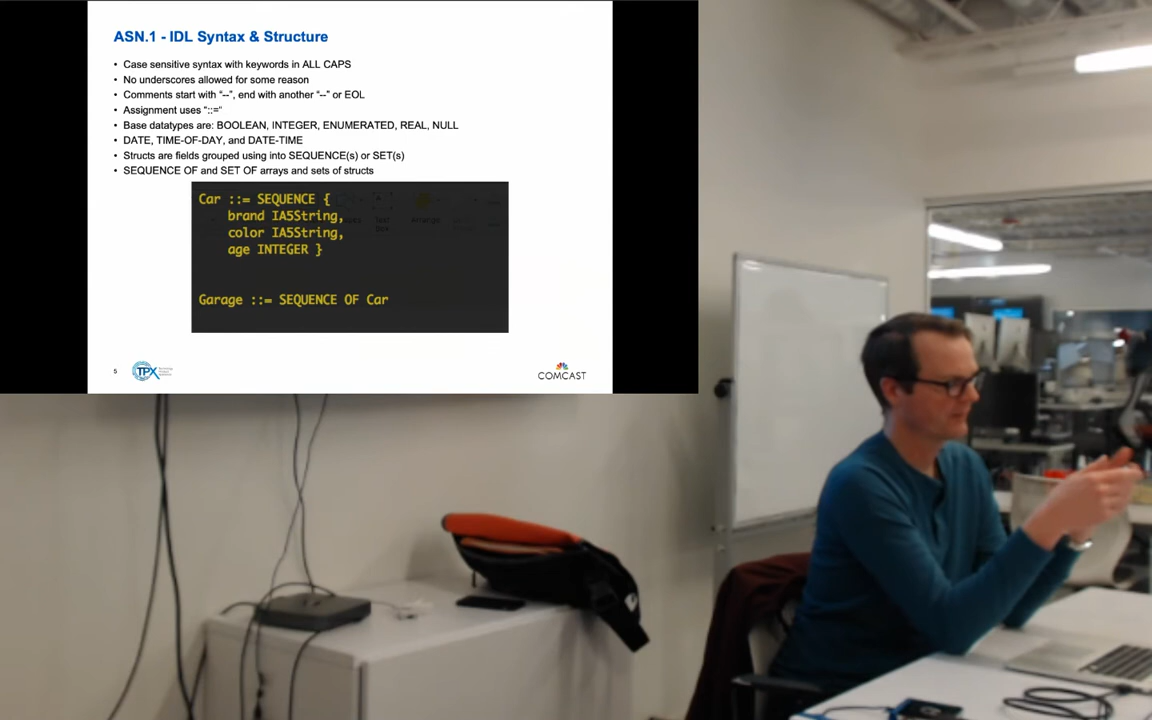 ASN.1 - IDL Syntax & Structure
• Case sensitive syntax with keywords in ALL CAPS
• No underscores allowed for some reason
• Comments start with “--”, end with another “--” or EOL
• Assignment uses “::=“
• Base datatypes are: BOOLEAN, INTEGER, ENUMERATED, REAL, NULL
• DATE, TIME-OF-DAY, and DATE-TIME
• Structs are fields grouped using into SEQUENCE(s) or SET(s)
• SEQUENCE OF and SET OF arrays and sets of structs
Car ::= SEQUENCE {
brand IA5String,
color IA5String,
age INTEGER }
Garage ::= SEQUENCE OF Car
5
TPX
COMCAST